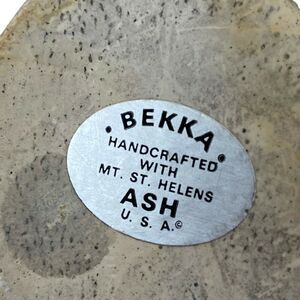 • BEKKA ®
HANDCRAFTED
WITH
MT. ST. HELENS
ASH
U. S. A.©